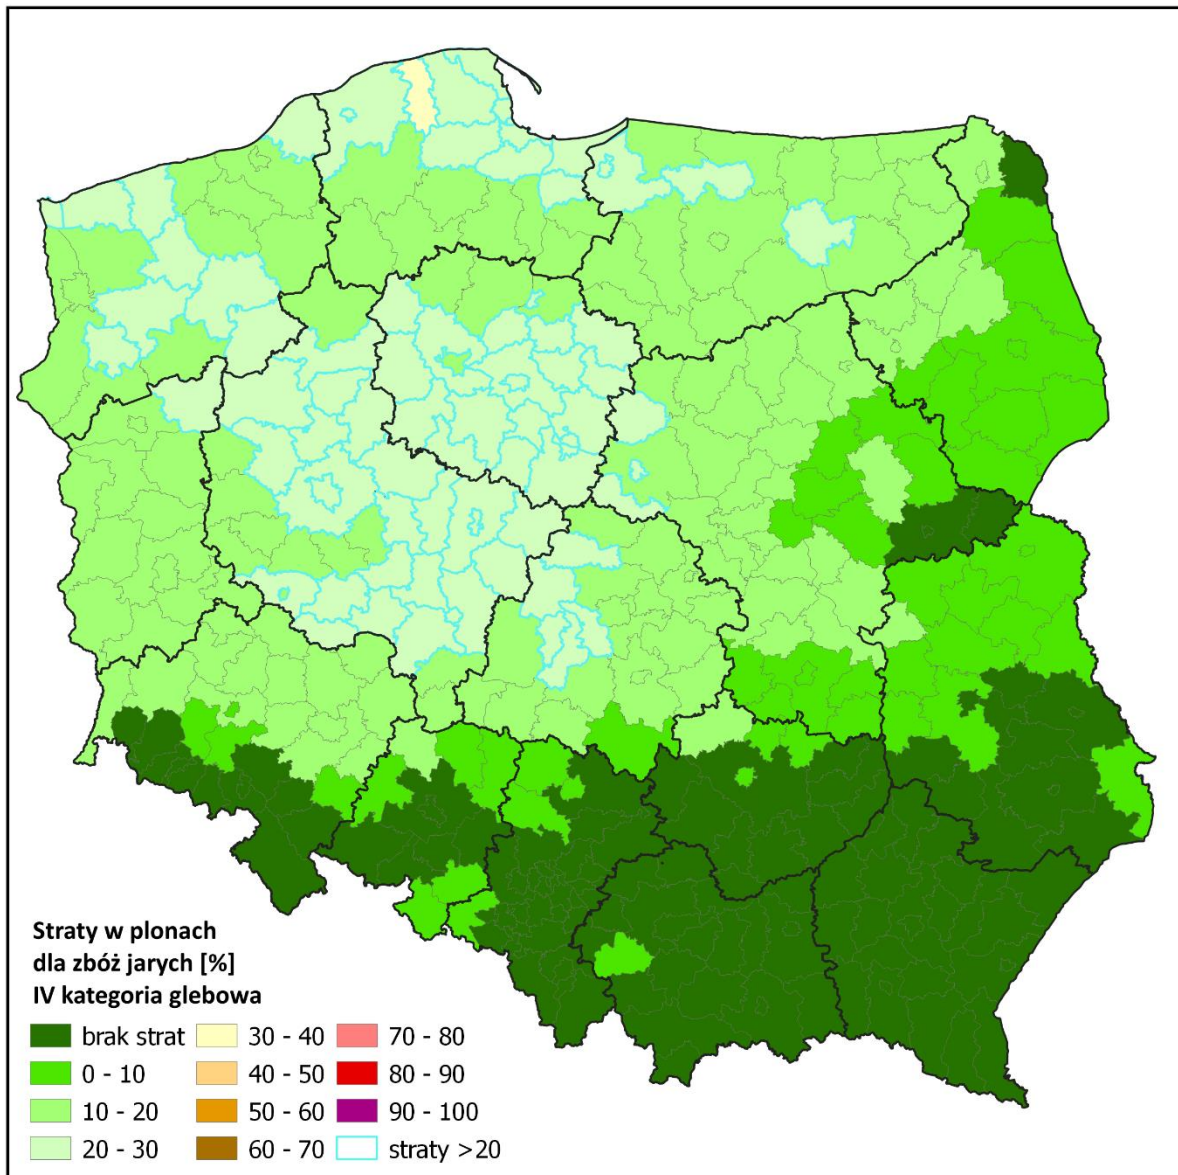 Straty w plonach
dla zbóż jarych [%]
IV kategoria glebowa
brak strat
0 - 10
10 - 20
20 - 30
30 - 40
40 - 50
50 - 60
60 - 70
70 - 80
80 - 90
90 - 100
straty >20